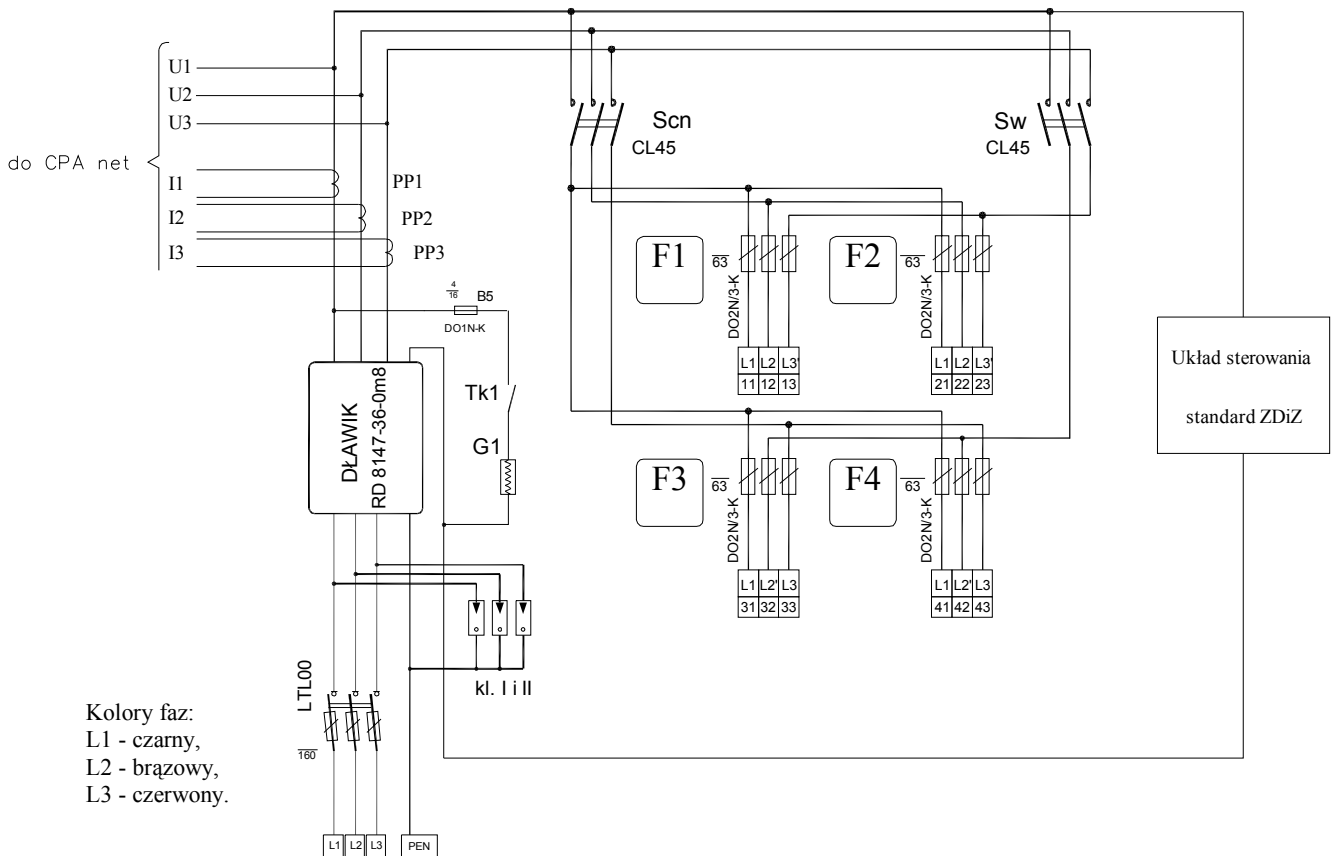 U1
U2
U3
do CPA net
I1
PP1
I2
PP2
I3
PP3
Scn
CL45
Sw
CL45
F1
63
DO2N/3-K
F2
63
DO2N/3-K
L1 L2 L3'
11 12 13
L1 L2 L3'
21 22 23
4
16
B5
DO1N-K
Tk1
G1
DŁAWIK
RD 8147-36-0m8
F3
63
DO2N/3-K
F4
63
DO2N/3-K
L1 L2' L3
31 32 33
L1 L2' L3
41 42 43
Układ sterowania
standard ZDiZ
kl. I i II
LTL00
160
Kolory faz:
L1 - czarny,
L2 - brązowy,
L3 - czerwony.
L1 L2 L3 PEN